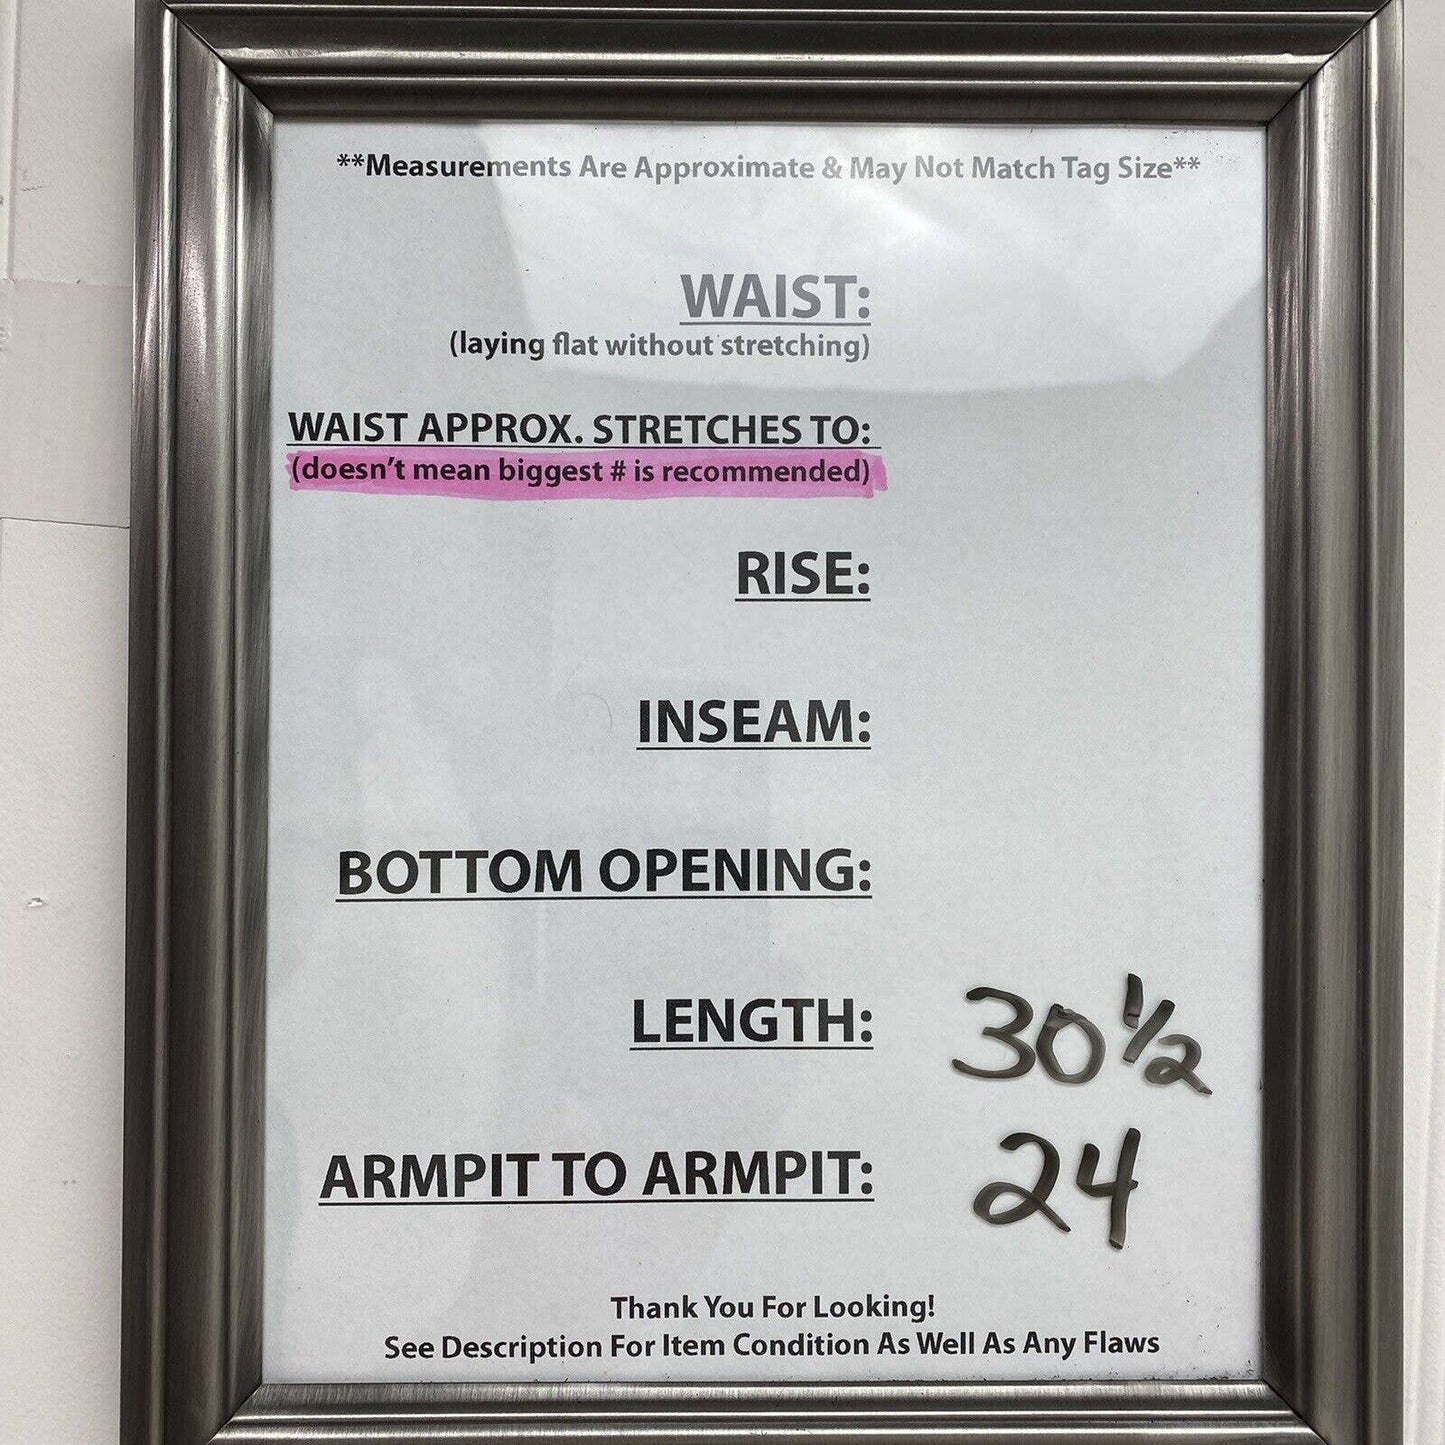 **Measurements Are Approximate & May Not Match Tag Size**
WAIST:
(laying flat without stretching)
WAIST APPROX. STRETCHES TO:
(doesn't mean biggest # is recommended)
RISE:
INSEAM:
BOTTOM OPENING:
LENGTH: 30 1/2
ARMPIT TO ARMPIT: 24
Thank You For Looking!
See Description For Item Condition As Well As Any Flaws